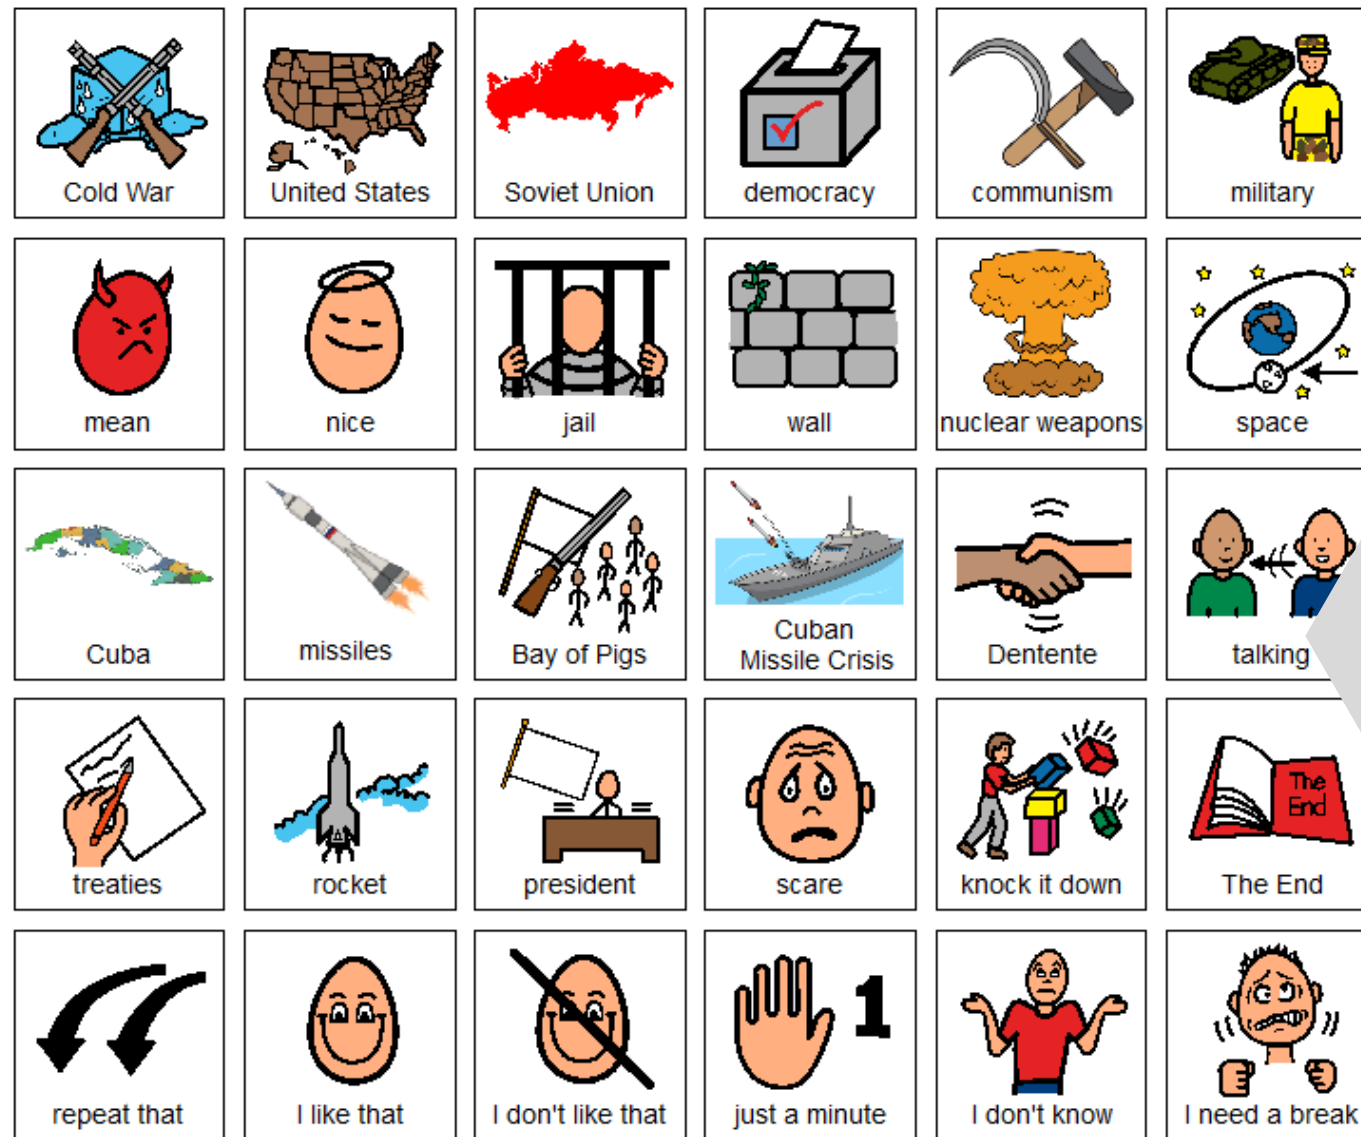 Cold War
United States
Soviet Union
democracy
communism
military
mean
nice
jail
wall
nuclear weapons
space
Cuba
missiles
Bay of Pigs
Cuban
Missile Crisis
Dentente
talking
treaties
rocket
president
scare
knock it down
The
End
The End
repeat that
I like that
I don't like that
1
just a minute
I don't know
I need a break